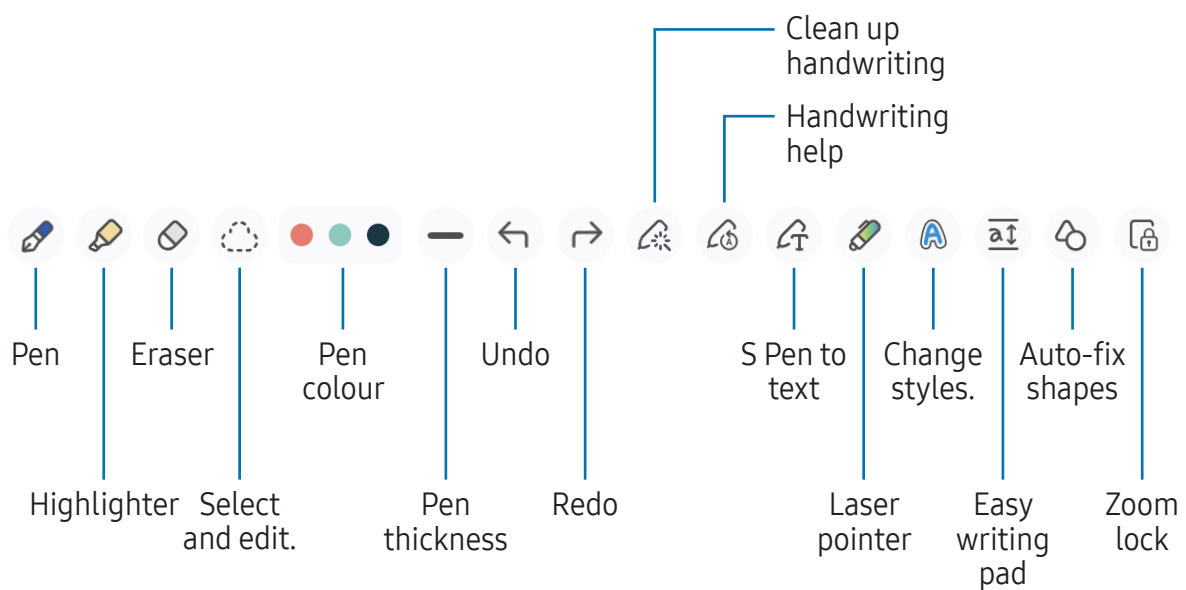 Clean up
handwriting
Handwriting
help
Pen
Eraser
Pen
colour
Undo
S Pen to
text
Change
styles.
Auto-fix
shapes
Highlighter
Select
and edit.
Pen
thickness
Redo
Laser
pointer
Easy
writing
pad
Zoom
lock